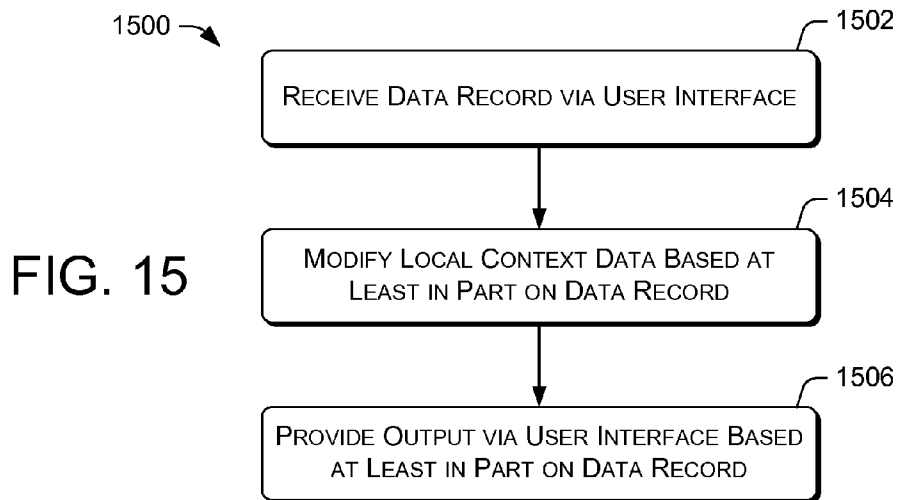 1500
1502
RECEIVE DATA RECORD VIA USER INTERFACE
1504
MODIFY LOCAL CONTEXT DATA BASED AT
LEAST IN PART ON DATA RECORD
FIG. 15
1506
PROVIDE OUTPUT VIA USER INTERFACE BASED
AT LEAST IN PART ON DATA RECORD